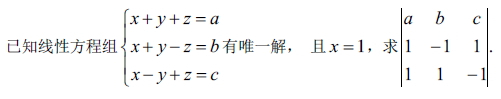 已知线性方程组 { x+y+z=a
x+y−z=b
x−y+z=c 有唯一解， 且 x=1，求 | a b c |
| 1 −1 1 |
| 1 1 −1 | .